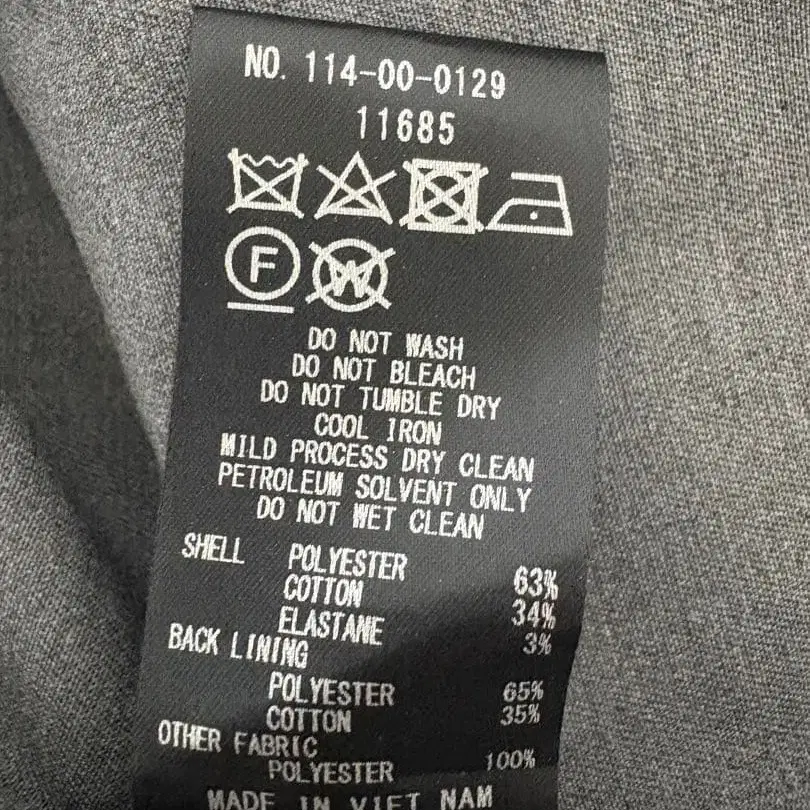 NO. 114-00-0129
11685
F W
DO NOT WASH
DO NOT BLEACH
DO NOT TUMBLE DRY
COOL IRON
MILD PROCESS DRY CLEAN
PETROLEUM SOLVENT ONLY
DO NOT WET CLEAN
SHELL POLYESTER 63%
COTTON 34%
ELASTANE 3%
BACK LINING
POLYESTER 65%
COTTON 35%
OTHER FABRIC
POLYESTER 100%
MADE IN VIET NAM